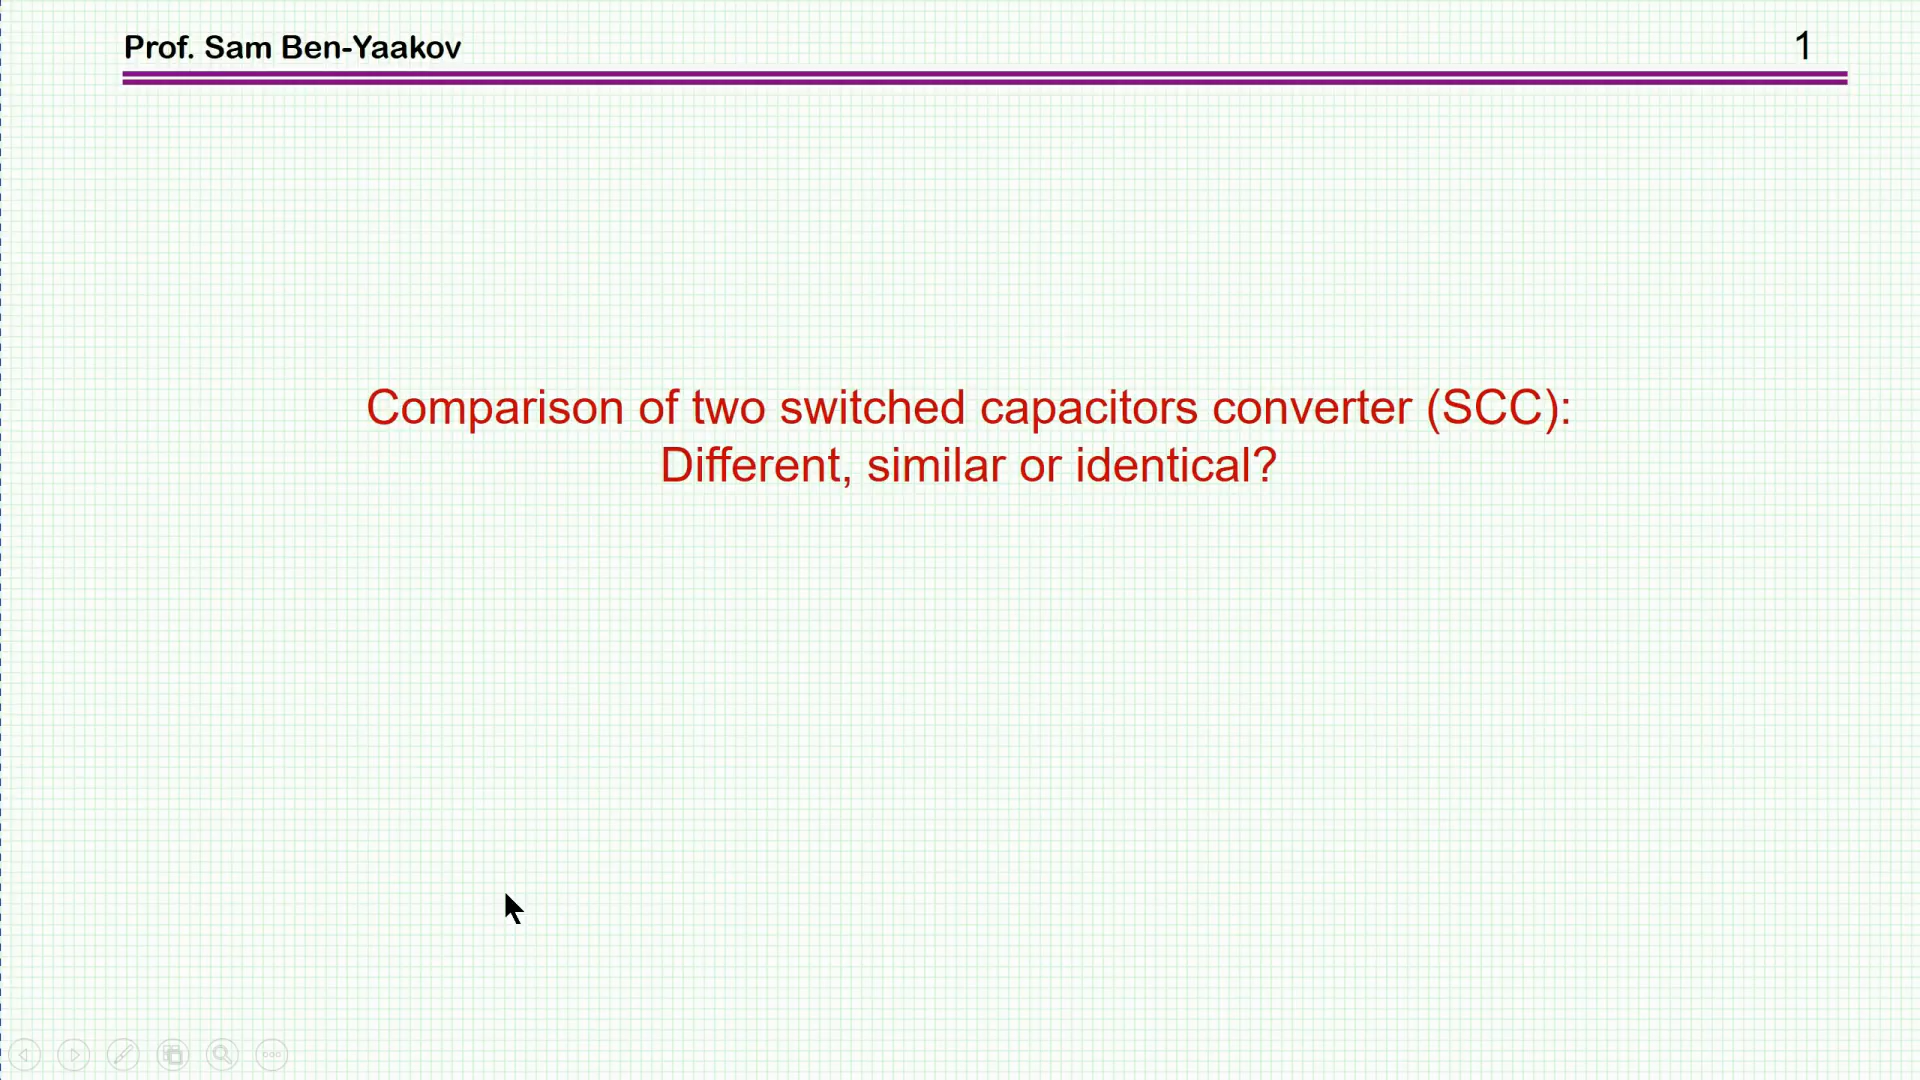 Prof. Sam Ben-Yaakov
1
Comparison of two switched capacitors converter (SCC):
Different, similar or identical?